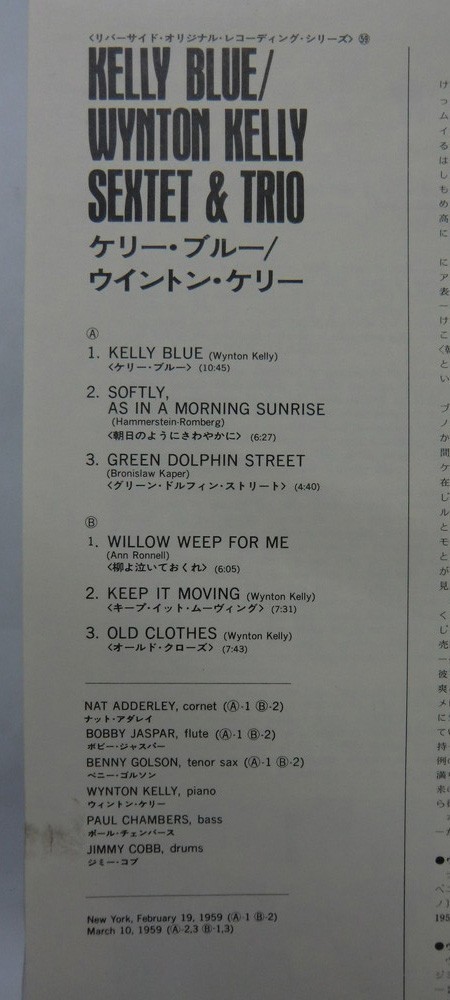 〈リバーサイド・オリジナル・レコーディング・シリーズ〉㊾
KELLY BLUE/
WYNTON KELLY
SEXTET & TRIO
ケリー・ブルー/
ウイントン・ケリー
Ⓐ
1. KELLY BLUE (Wynton Kelly)
〈ケリー・ブルー〉 (10:45)
2. SOFTLY,
AS IN A MORNING SUNRISE
(Hammerstein-Romberg)
〈朝日のようにさわやかに〉 (6:27)
3. GREEN DOLPHIN STREET
(Bronislaw Kaper)
〈グリーン・ドルフィン・ストリート〉 (4:40)
Ⓑ
1. WILLOW WEEP FOR ME
(Ann Ronnell)
〈柳よ泣いておくれ〉 (6:05)
2. KEEP IT MOVING (Wynton Kelly)
〈キープ・イット・ムーヴィング〉 (7:31)
3. OLD CLOTHES (Wynton Kelly)
〈オールド・クローズ〉 (7:43)
NAT ADDERLEY, cornet (Ⓐ-1 Ⓑ-2)
ナット・アダレイ
BOBBY JASPAR, flute (Ⓐ-1 Ⓑ-2)
ボビー・ジャスパー
BENNY GOLSON, tenor sax (Ⓐ-1 Ⓑ-2)
ベニー・ゴルソン
WYNTON KELLY, piano
ウィントン・ケリー
PAUL CHAMBERS, bass
ポール・チェンバース
JIMMY COBB, drums
ジミー・コブ
New York, February 19, 1959 (Ⓐ-1 Ⓑ-2)
March 10, 1959 (Ⓐ-2,3 Ⓑ-1,3)